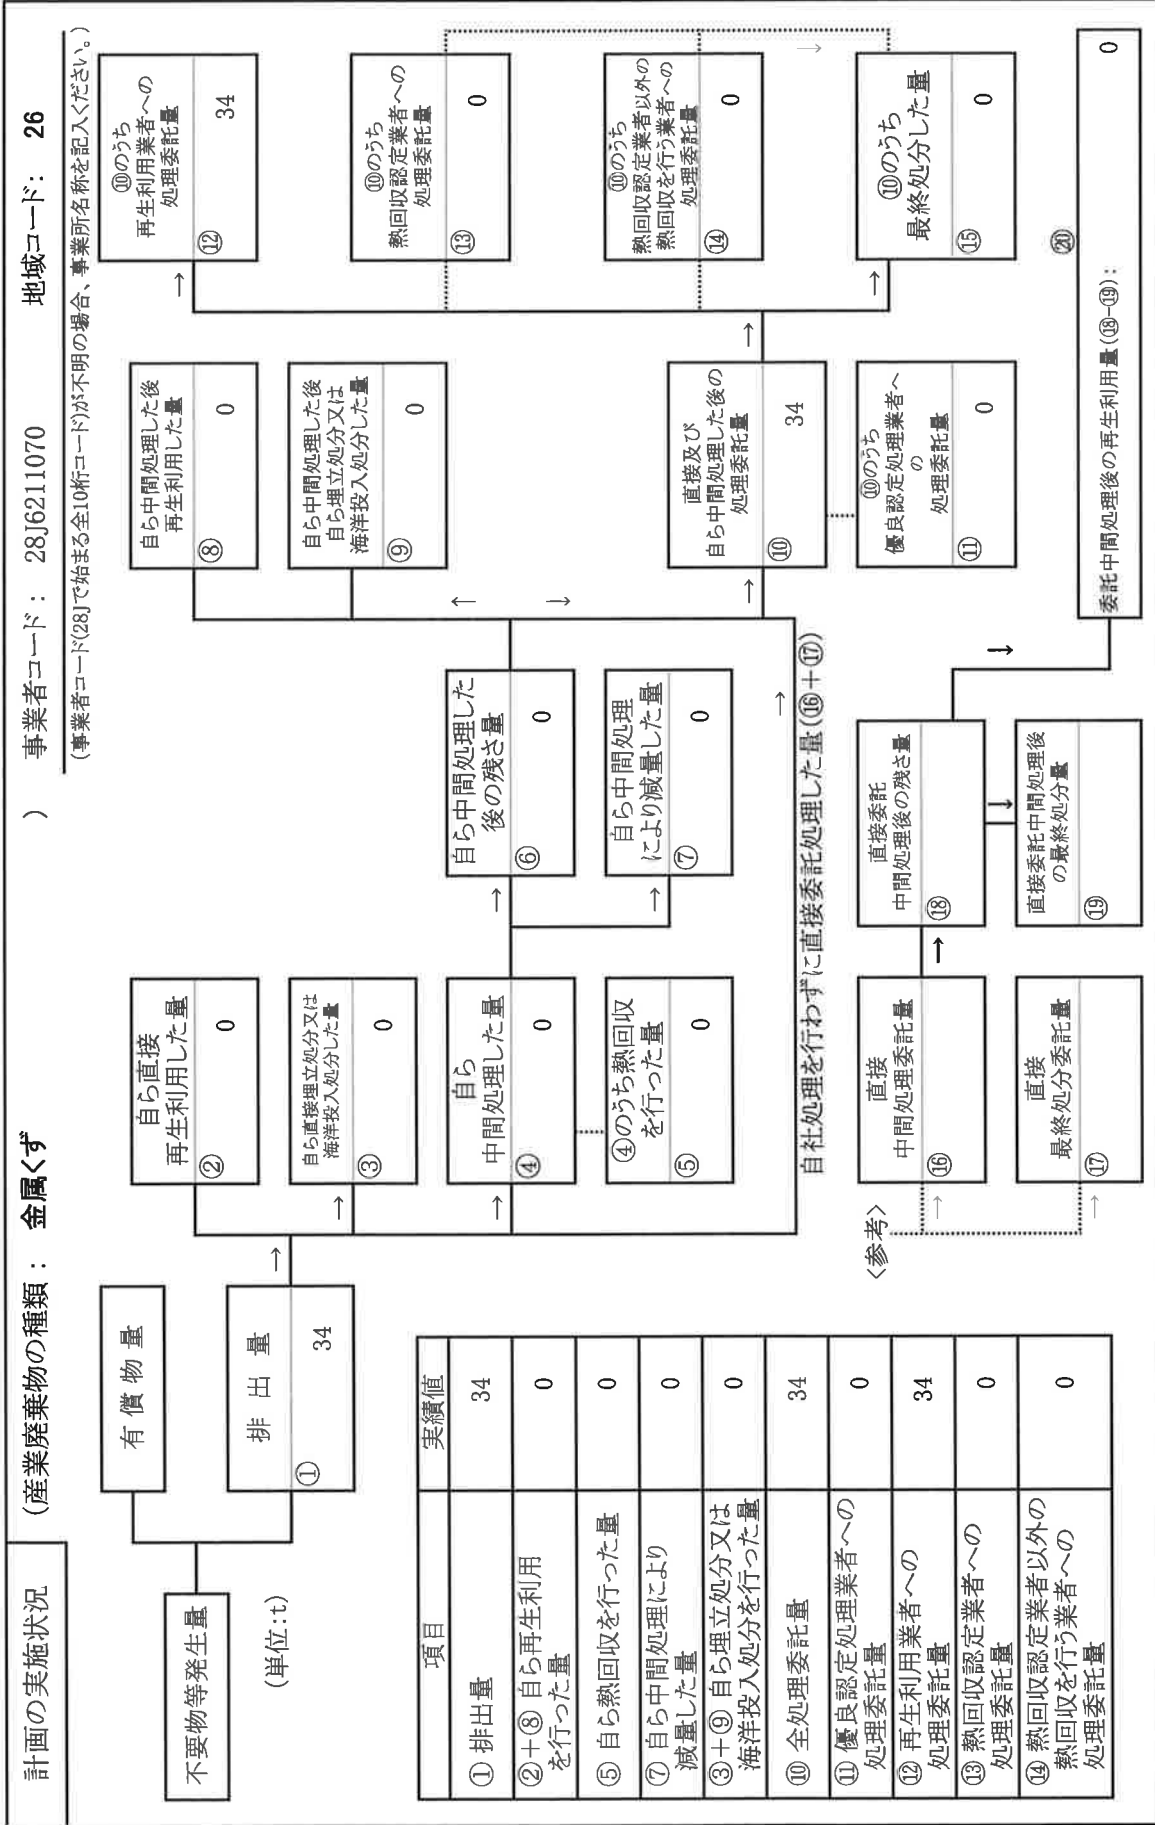 計画の実施状況
(産業廃棄物の種類： 金属くず )
事業者コード： 28J6211070
地域コード： 26
(事業者コード(28Jで始まる全10桁コード)が不明の場合、事業所名称を記入ください。)
不要物等発生量
(単位:t)
有 償 物 量
排 出 量
① 34
自ら直接
再生利用した量
② 0
自ら直接埋立処分又は
海洋投入処分した量
③ 0
自ら
中間処理した量
④ 0
④のうち熱回収
を行った量
⑤ 0
自ら中間処理した
後の残さ量
⑥ 0
自ら中間処理
により減量した量
⑦ 0
自ら中間処理した後
再生利用した量
⑧ 0
自ら中間処理した後
自ら埋立処分又は
海洋投入処分した量
⑨ 0
直接及び
自ら中間処理した後の
処理委託量
⑩ 34
⑩のうち
優良認定処理業者へ
の
処理委託量
⑪ 0
⑩のうち
再生利用業者への
処理委託量
⑫ 34
⑩のうち
熱回収認定業者への
処理委託量
⑬ 0
⑩のうち
熱回収認定業者以外の
熱回収を行う業者への
処理委託量
⑭ 0
⑩のうち
最終処分した量
⑮ 0
自社処理を行わずに直接委託処理した量(⑯＋⑰)
<参考>
直接
中間処理委託量
⑯
直接
最終処分委託量
⑰
直接委託
中間処理後の残さ量
⑱
直接委託中間処理後
の最終処分量
⑲
⑳
委託中間処理後の再生利用量(⑱-⑲)： 0
項目 実績値
① 排出量 34
②＋⑧ 自ら再生利用
を行った量 0
⑤ 自ら熱回収を行った量 0
⑦ 自ら中間処理により
減量した量 0
③＋⑨ 自ら埋立処分又は
海洋投入処分を行った量 0
⑩ 全処理委託量 34
⑪ 優良認定処理業者への
処理委託量 0
⑫ 再生利用業者への
処理委託量 34
⑬ 熱回収認定業者への
処理委託量 0
⑭ 熱回収認定業者以外の
熱回収を行う業者への
処理委託量 0